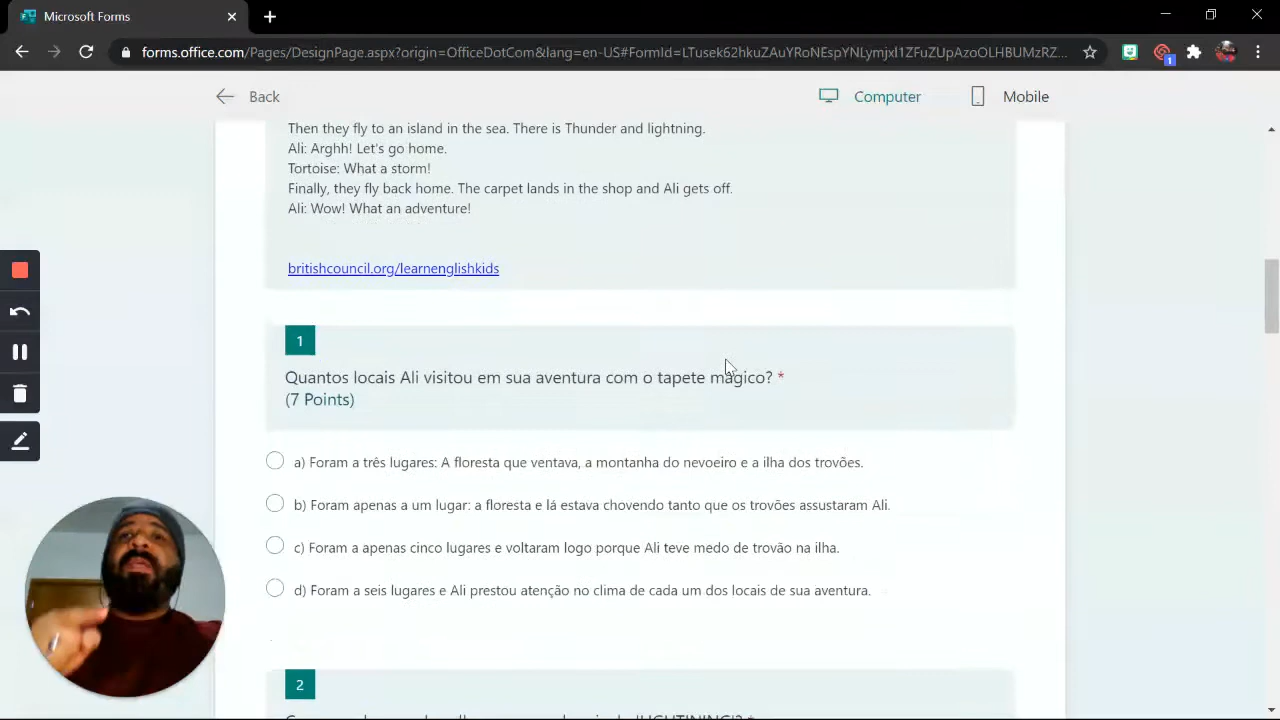 Microsoft Forms
forms.office.com/Pages/DesignPage.aspx?origin=OfficeDotCom&lang=en-US#FormId=LTusek62hkuZAuYRoNEspYNLymjxl1ZFuZUpAzoOLHBUMzRZ...
1
Back
Computer
Mobile
Then they fly to an island in the sea. There is Thunder and lightning.
Ali: Arghh! Let's go home.
Tortoise: What a storm!
Finally, they fly back home. The carpet lands in the shop and Ali gets off.
Ali: Wow! What an adventure!
britishcouncil.org/learnenglishkids
1
Quantos locais Ali visitou em sua aventura com o tapete mágico? *
(7 Points)
a) Foram a três lugares: A floresta que ventava, a montanha do nevoeiro e a ilha dos trovões.
b) Foram apenas a um lugar: a floresta e lá estava chovendo tanto que os trovões assustaram Ali.
c) Foram a apenas cinco lugares e voltaram logo porque Ali teve medo de trovão na ilha.
d) Foram a seis lugares e Ali prestou atenção no clima de cada um dos locais de sua aventura.
2